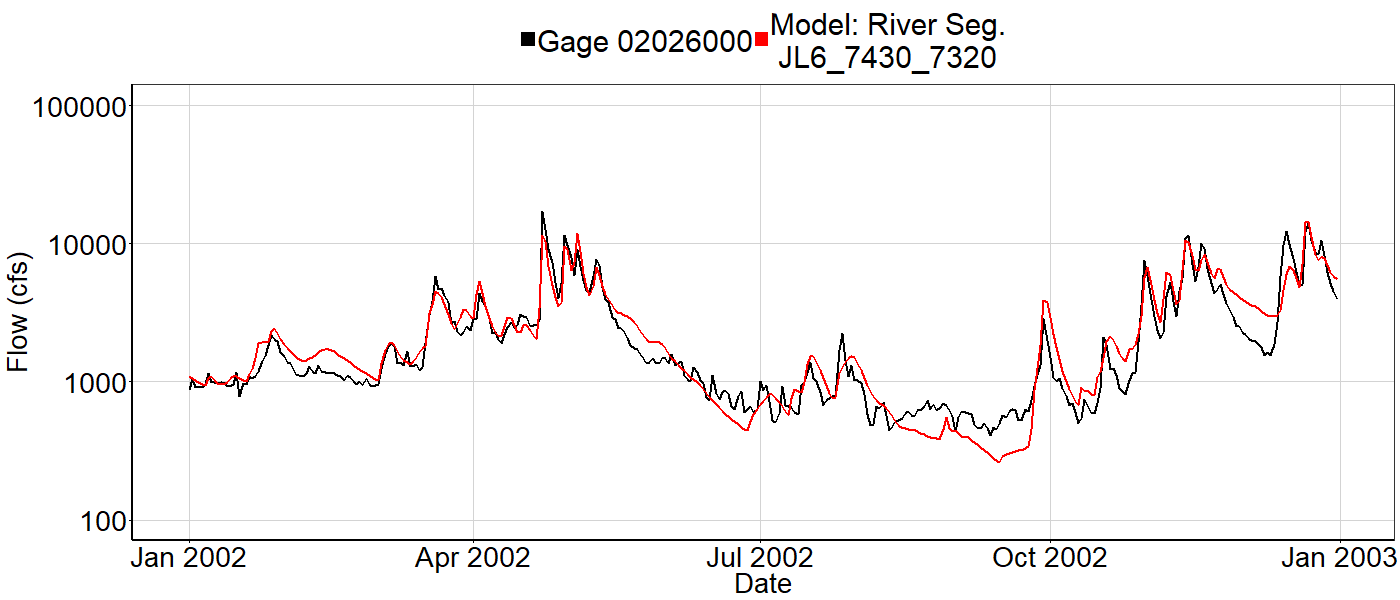 Gage 02026000
Model: River Seg.
JL6_7430_7320
Flow (cfs)
100000
10000
1000
100
Jan 2002
Apr 2002
Jul 2002
Oct 2002
Jan 2003
Date